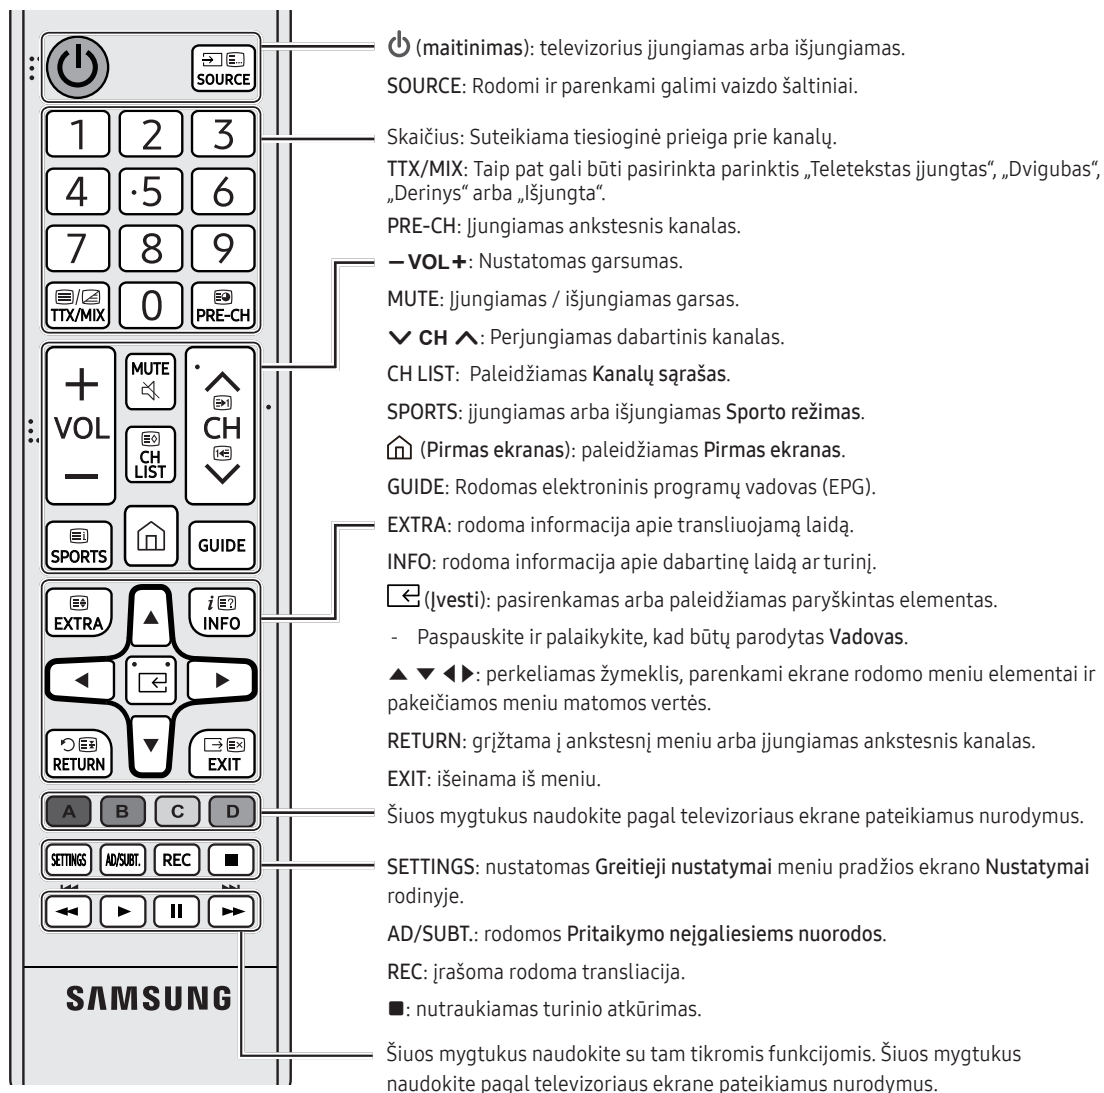 SOURCE
1 2 3
4 ·5 6
7 8 9
TTX/MIX 0 PRE-CH
+ MUTE
VOL CH
CH
LIST
—
SPORTS GUIDE
EXTRA ▲ i INFO
◀ ▶
RETURN ▼ EXIT
A B C D
SETTINGS AD/SUBT. REC ■
SAMSUNG
(maitinimas): televizorius įjungiamas arba išjungiamas.
SOURCE: Rodomi ir parenkami galimi vaizdo šaltiniai.
Skaičius: Suteikiama tiesioginė prieiga prie kanalų.
TTX/MIX: Taip pat gali būti pasirinkta parinktis „Teletekstas įjungtas“, „Dvigubas“,
„Derinys“ arba „Išjungta“.
PRE-CH: Įjungiamas ankstesnis kanalas.
− VOL +: Nustatomas garsumas.
MUTE: Įjungiamas / išjungiamas garsas.
CH : Perjungiamas dabartinis kanalas.
CH LIST: Paleidžiamas Kanalų sąrašas.
SPORTS: įjungiamas arba išjungiamas Sporto režimas.
(Pirmas ekranas): paleidžiamas Pirmas ekranas.
GUIDE: Rodomas elektroninis programų vadovas (EPG).
EXTRA: rodoma informacija apie transliuojamą laidą.
INFO: rodoma informacija apie dabartinę laidą ar turinį.
(Įvesti): pasirenkamas arba paleidžiamas paryškintas elementas.
- Paspauskite ir palaikykite, kad būtų parodytas Vadovas.
▲ ▼ ◀ ▶: perkeliamas žymeklis, parenkami ekrane rodomo meniu elementai ir
pakeičiamos meniu matomos vertės.
RETURN: grįžtama į ankstesnį meniu arba įjungiamas ankstesnis kanalas.
EXIT: išeinama iš meniu.
Šiuos mygtukus naudokite pagal televizoriaus ekrane pateikiamus nurodymus.
SETTINGS: nustatomas Greitieji nustatymai meniu pradžios ekrano Nustatymai
rodinyje.
AD/SUBT.: rodomos Pritaikymo neįgaliesiems nuorodos.
REC: įrašoma rodoma transliacija.
■: nutraukiamas turinio atkūrimas.
Šiuos mygtukus naudokite su tam tikromis funkcijomis. Šiuos mygtukus
naudokite pagal televizoriaus ekrane pateikiamus nurodymus.